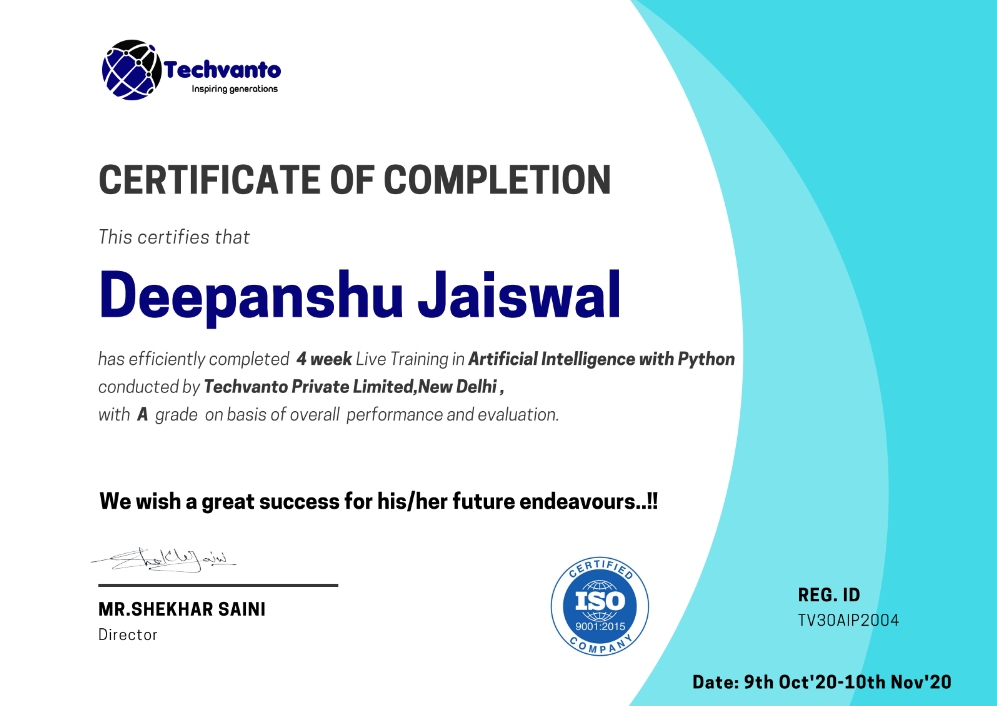 Techvanto
Inspiring generations
CERTIFICATE OF COMPLETION
This certifies that
Deepanshu Jaiswal
has efficiently completed 4 week Live Training in Artificial Intelligence with Python
conducted by Techvanto Private Limited,New Delhi ,
with A grade on basis of overall performance and evaluation.
We wish a great success for his/her future endeavours..!!
MR.SHEKHAR SAINI
Director
CERTIFIED
ISO
9001:2015
COMPANY
REG. ID
TV30AIP2004
Date: 9th Oct'20-10th Nov'20